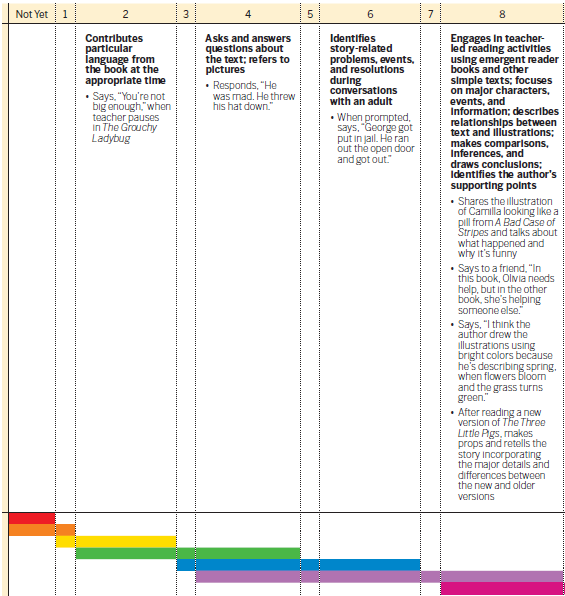 Not Yet 1 2 3 4 5 6 7 8
Contributes
particular
language from
the book at the
appropriate time
• Says, “You’re not
big enough,” when
teacher pauses
in The Grouchy
Ladybug
Asks and answers
questions about
the text; refers to
pictures
• Responds, “He
was mad. He threw
his hat down.”
Identifies
story-related
problems, events,
and resolutions
during
conversations
with an adult
• When prompted,
says, “George got
put in jail. He ran
out the open door
and got out.”
Engages in teacher-
led reading activities
using emergent reader
books and other
simple texts; focuses
on major characters,
events, and
information; describes
relationships between
text and illustrations;
makes comparisons,
inferences, and
draws conclusions;
identifies the author’s
supporting points
• Shares the illustration
of Camilla looking like a
pill from A Bad Case of
Stripes and talks about
what happened and
why it’s funny
• Says to a friend, “In
this book, Olivia needs
help, but in the other
book, she’s helping
someone else.”
• Says, “I think the
author drew the
illustrations using
bright colors because
he’s describing spring,
when flowers bloom
and the grass turns
green.”
• After reading a new
version of The Three
Little Pigs, makes
props and retells the
story incorporating
the major details and
differences between
the new and older
versions